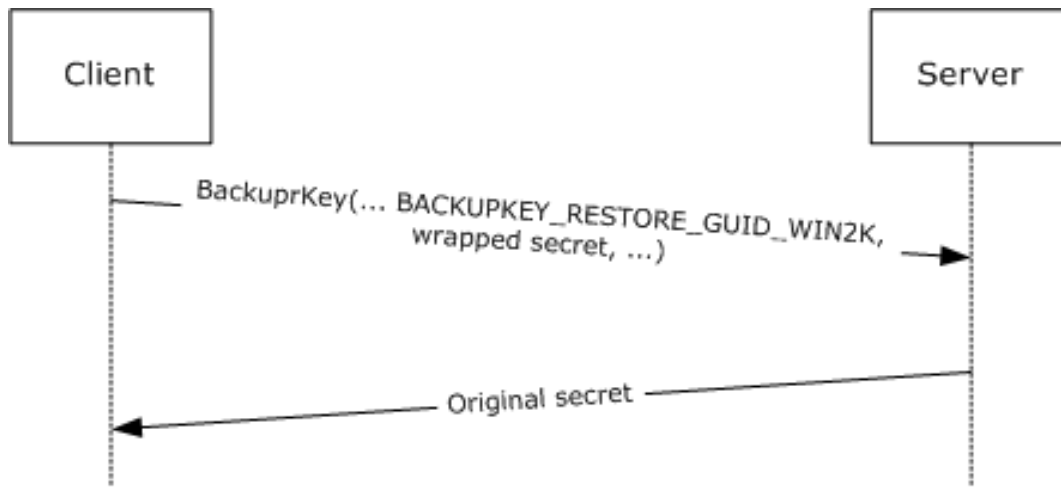 Client
Server
BackuprKey(... BACKUPKEY_RESTORE_GUID_WIN2K,
wrapped secret, ...)
Original secret